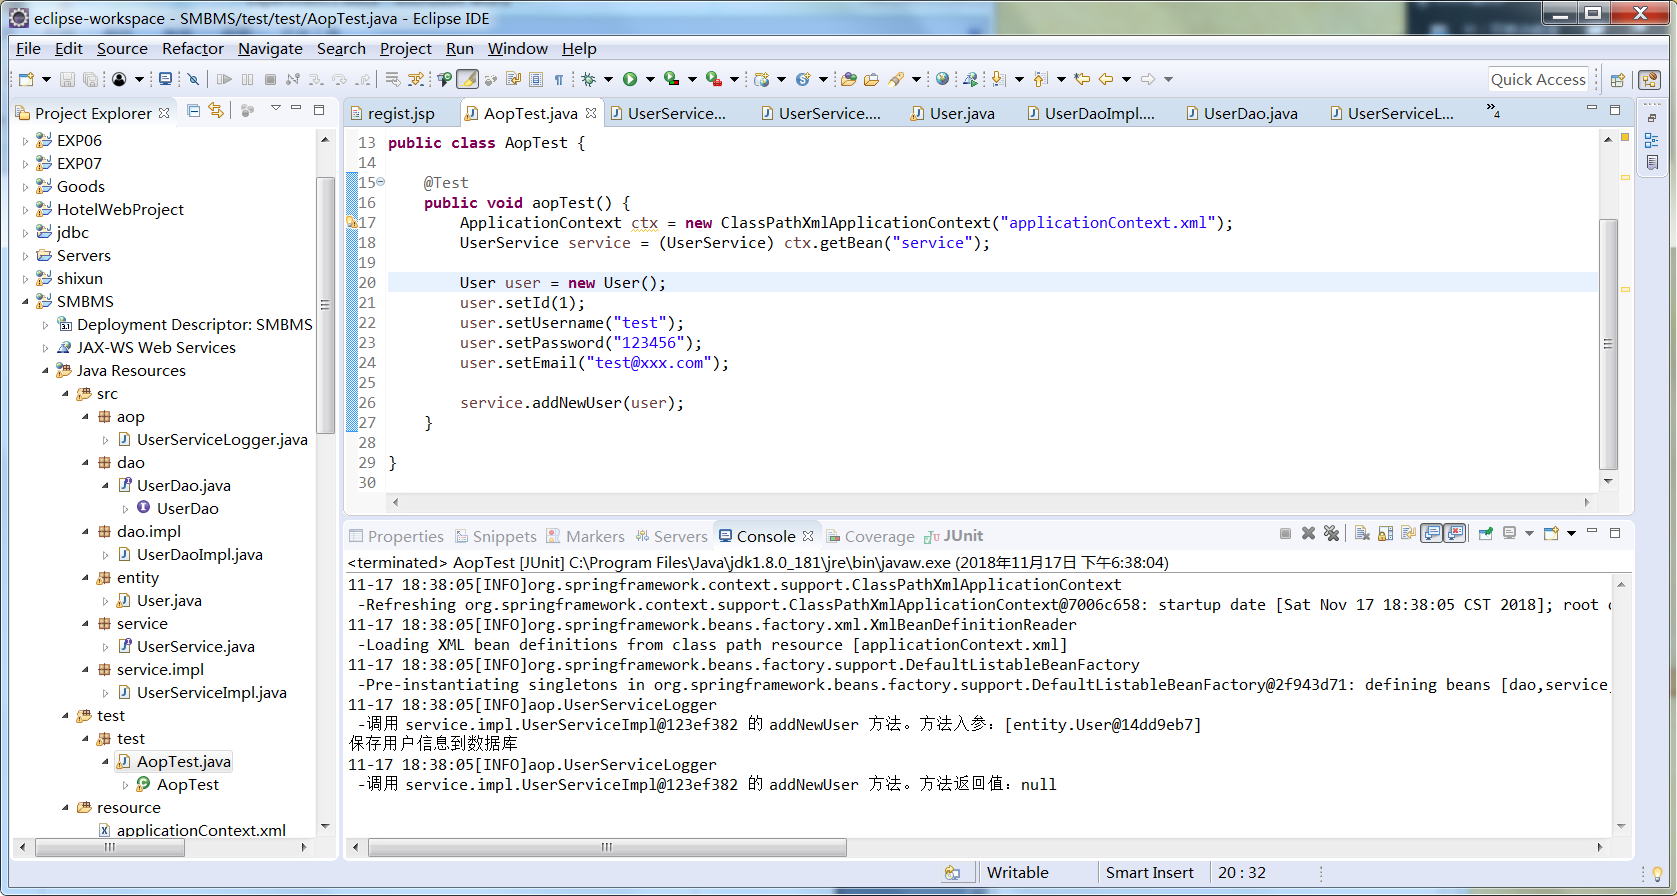 eclipse-workspace - SMBMS/test/test/AopTest.java - Eclipse IDE
File Edit Source Refactor Navigate Search Project Run Window Help
Quick Access
Project Explorer
EXP06
EXP07
Goods
HotelWebProject
jdbc
Servers
shixun
SMBMS
Deployment Descriptor: SMBMS
JAX-WS Web Services
Java Resources
src
aop
UserServiceLogger.java
dao
UserDao.java
UserDao
dao.impl
UserDaoImpl.java
entity
User.java
service
UserService.java
service.impl
UserServiceImpl.java
test
test
AopTest.java
AopTest
resource
applicationContext.xml
regist.jsp AopTest.java UserService... UserService.... User.java UserDaoImpl.... UserDao.java UserServiceL... »4
13 public class AopTest {
14
15 @Test
16 public void aopTest() {
17 ApplicationContext ctx = new ClassPathXmlApplicationContext("applicationContext.xml");
18 UserService service = (UserService) ctx.getBean("service");
19
20 User user = new User();
21 user.setId(1);
22 user.setUsername("test");
23 user.setPassword("123456");
24 user.setEmail("test@xxx.com");
25
26 service.addNewUser(user);
27 }
28
29 }
30
Properties Snippets Markers Servers Console Coverage JUnit
<terminated> AopTest [JUnit] C:\Program Files\Java\jdk1.8.0_181\jre\bin\javaw.exe (2018年11月17日 下午6:38:04)
11-17 18:38:05[INFO]org.springframework.context.support.ClassPathXmlApplicationContext
-Refreshing org.springframework.context.support.ClassPathXmlApplicationContext@7006c658: startup date [Sat Nov 17 18:38:05 CST 2018]; root
11-17 18:38:05[INFO]org.springframework.beans.factory.xml.XmlBeanDefinitionReader
-Loading XML bean definitions from class path resource [applicationContext.xml]
11-17 18:38:05[INFO]org.springframework.beans.factory.support.DefaultListableBeanFactory
-Pre-instantiating singletons in org.springframework.beans.factory.support.DefaultListableBeanFactory@2f943d71: defining beans [dao,service
11-17 18:38:05[INFO]aop.UserServiceLogger
-调用 service.impl.UserServiceImpl@123ef382 的 addNewUser 方法。方法入参：[entity.User@14dd9eb7]
保存用户信息到数据库
11-17 18:38:05[INFO]aop.UserServiceLogger
-调用 service.impl.UserServiceImpl@123ef382 的 addNewUser 方法。方法返回值：null
Writable Smart Insert 20 : 32